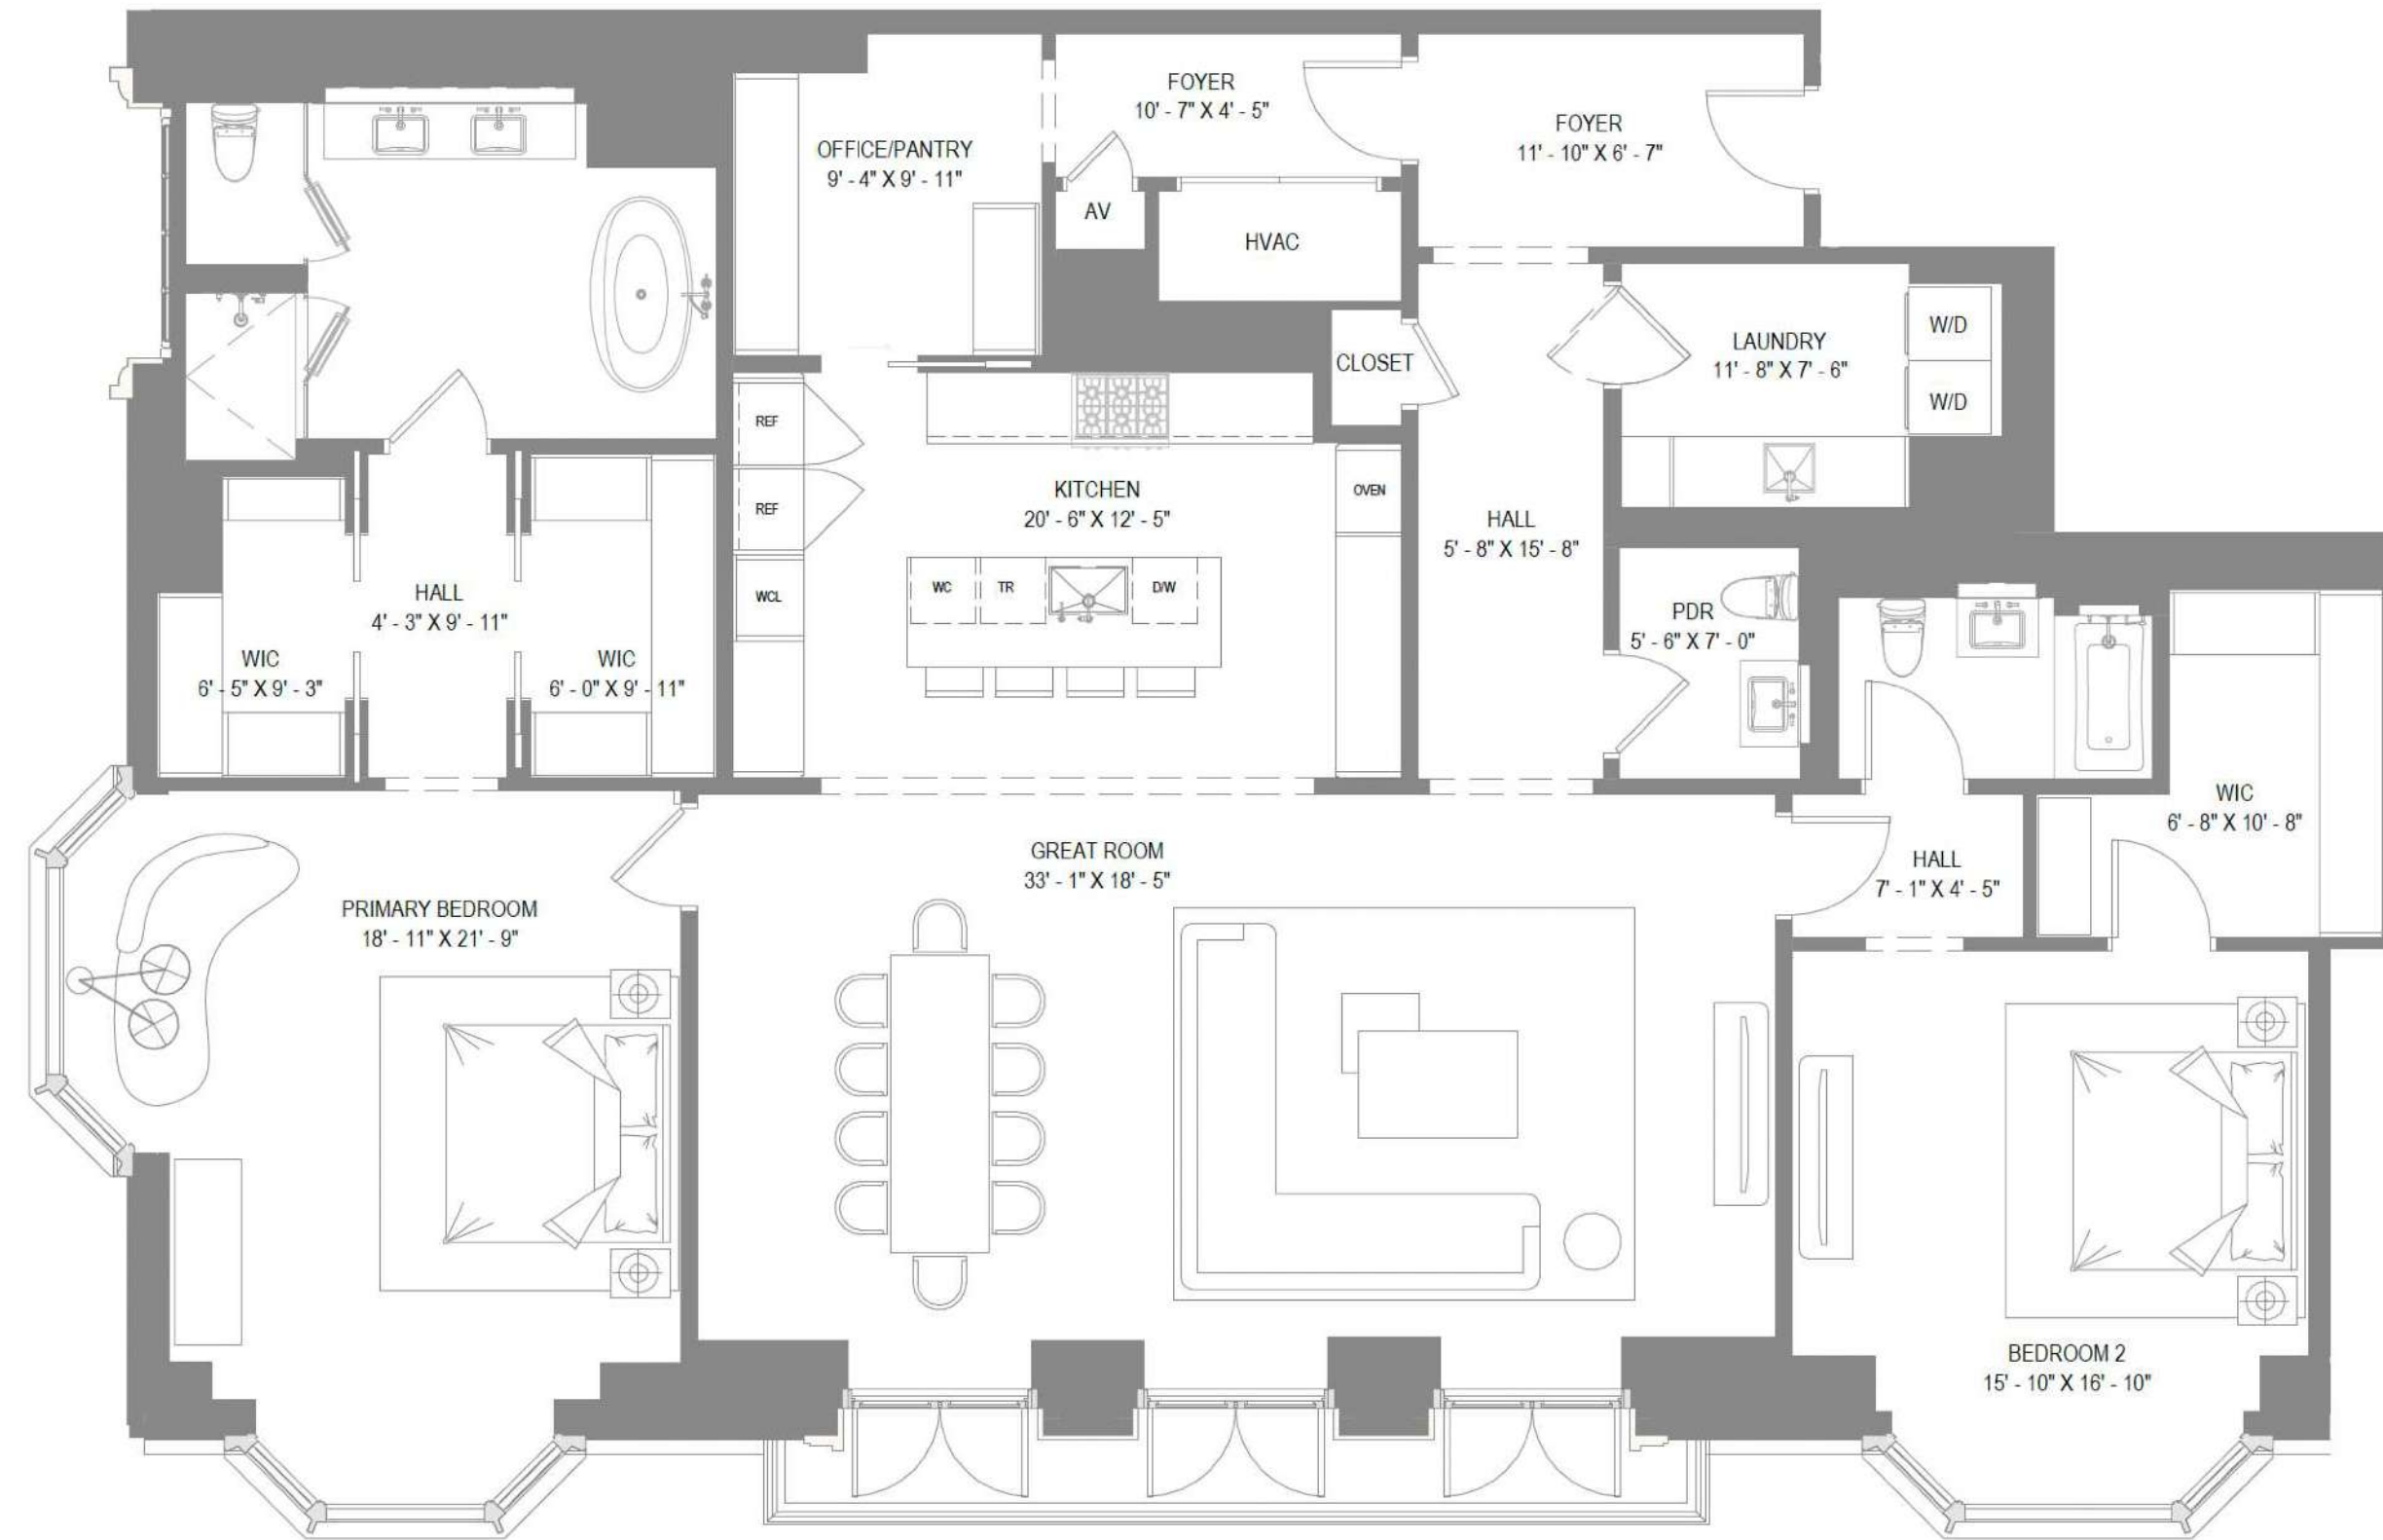 FOYER
10' - 7" X 4' - 5"
FOYER
11' - 10" X 6' - 7"
OFFICE/PANTRY
9' - 4" X 9' - 11"
AV
HVAC
CLOSET
LAUNDRY
11' - 8" X 7' - 6"
W/D
W/D
REF
REF
WCL
KITCHEN
20' - 6" X 12' - 5"
OVEN
WC
TR
D/W
HALL
5' - 8" X 15' - 8"
HALL
4' - 3" X 9' - 11"
WIC
6' - 5" X 9' - 3"
WIC
6' - 0" X 9' - 11"
PDR
5' - 6" X 7' - 0"
WIC
6' - 8" X 10' - 8"
HALL
7' - 1" X 4' - 5"
GREAT ROOM
33' - 1" X 18' - 5"
PRIMARY BEDROOM
18' - 11" X 21' - 9"
BEDROOM 2
15' - 10" X 16' - 10"